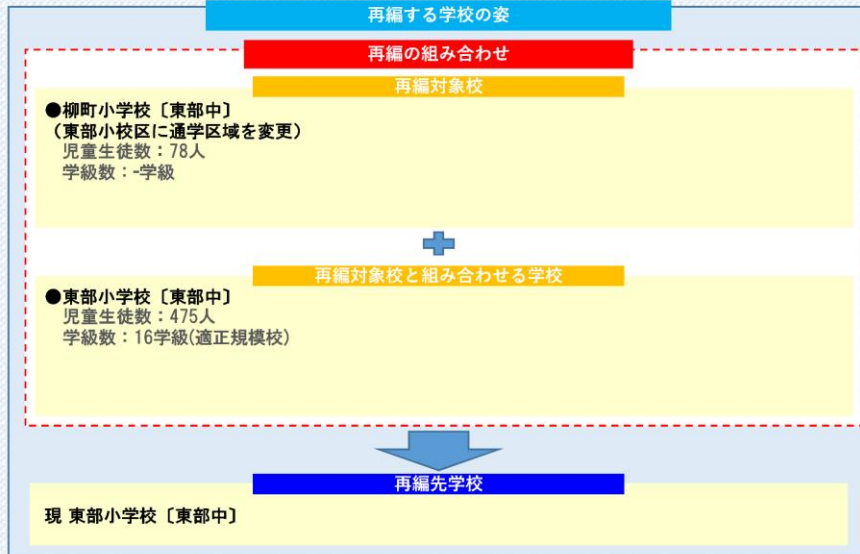 再編する学校の姿
再編の組み合わせ
再編対象校
●柳町小学校〔東部中〕
（東部小校区に通学区域を変更）
児童生徒数：78人
学級数：-学級
再編対象校と組み合わせる学校
●東部小学校〔東部中〕
児童生徒数：475人
学級数：16学級(適正規模校)
再編先学校
現 東部小学校〔東部中〕